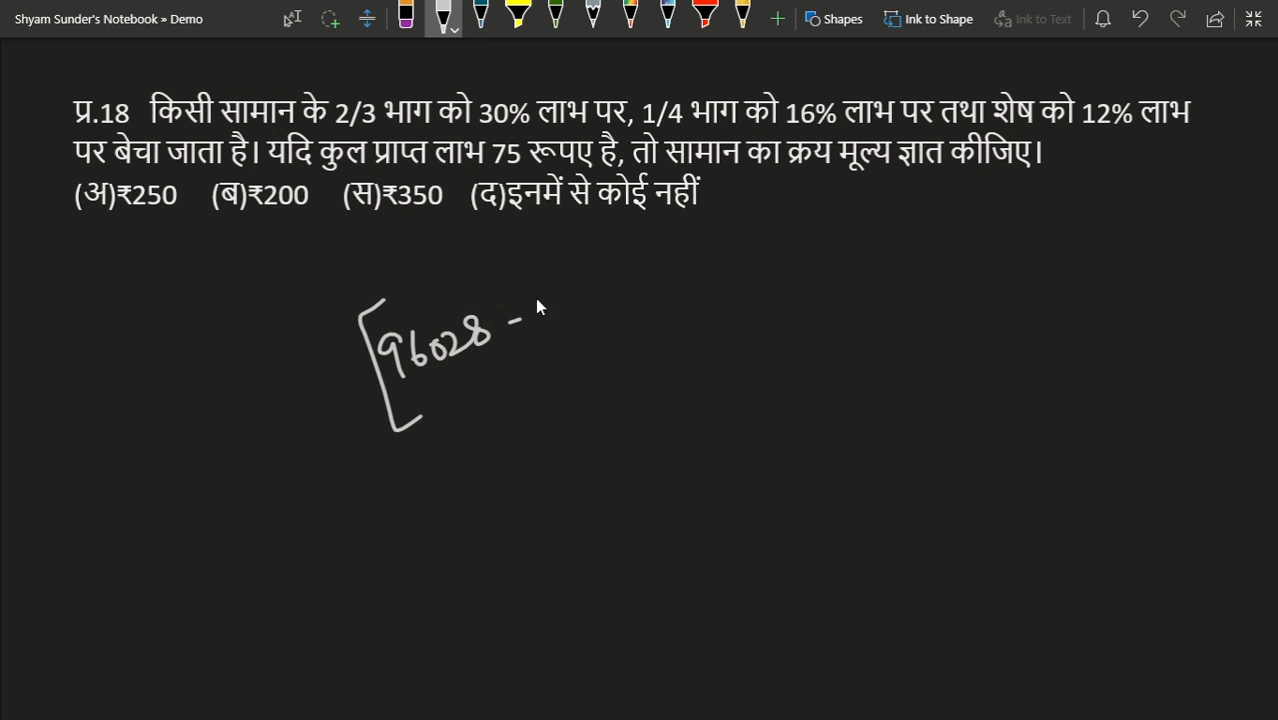 Shyam Sunder's Notebook » Demo Shapes Ink to Shape Ink to Text
प्र.18 किसी सामान के 2/3 भाग को 30% लाभ पर, 1/4 भाग को 16% लाभ पर तथा शेष को 12% लाभ
पर बेचा जाता है। यदि कुल प्राप्त लाभ 75 रूपए है, तो सामान का क्रय मूल्य ज्ञात कीजिए।
(अ)₹250 (ब)₹200 (स)₹350 (द)इनमें से कोई नहीं
[96028 -